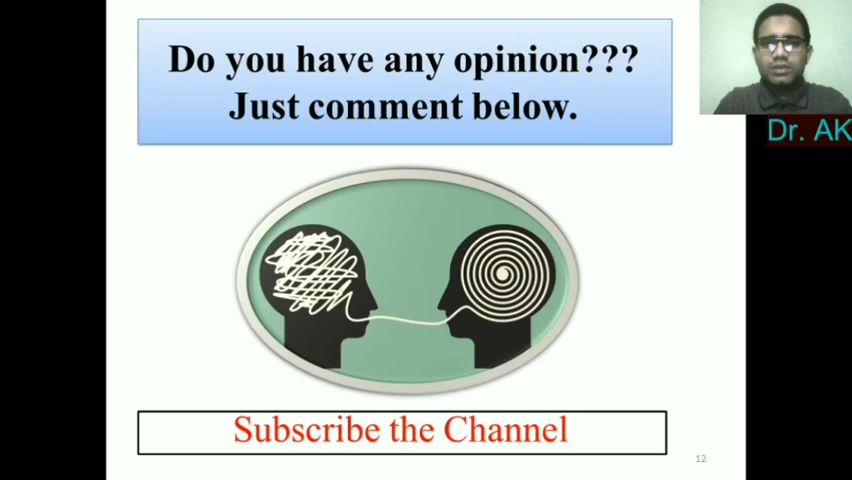 Do you have any opinion???
Just comment below.
Dr. AK
Subscribe the Channel
12